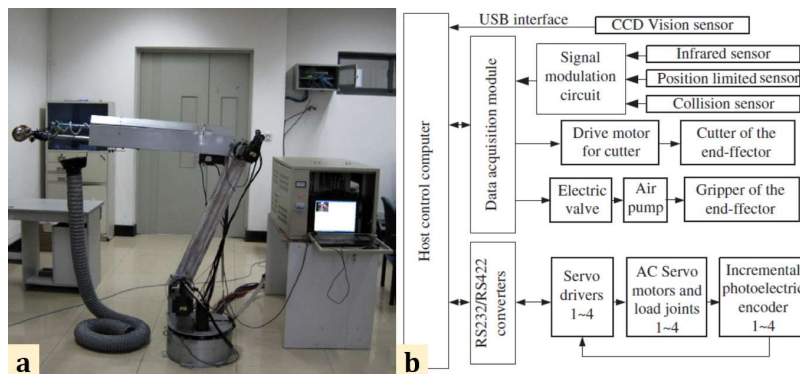 USB interface
CCD Vision sensor
Host control computer
Data acquisition module
Signal
modulation
circuit
Infrared sensor
Position limited sensor
Collision sensor
Drive motor
for cutter
Cutter of the
end-ffector
Electric
valve
Air
pump
Gripper of the
end-ffector
RS232/RS422
converters
Servo
drivers
1~4
AC Servo
motors and
load joints
1~4
Incremental
photoelectric
encoder
1~4
a
b